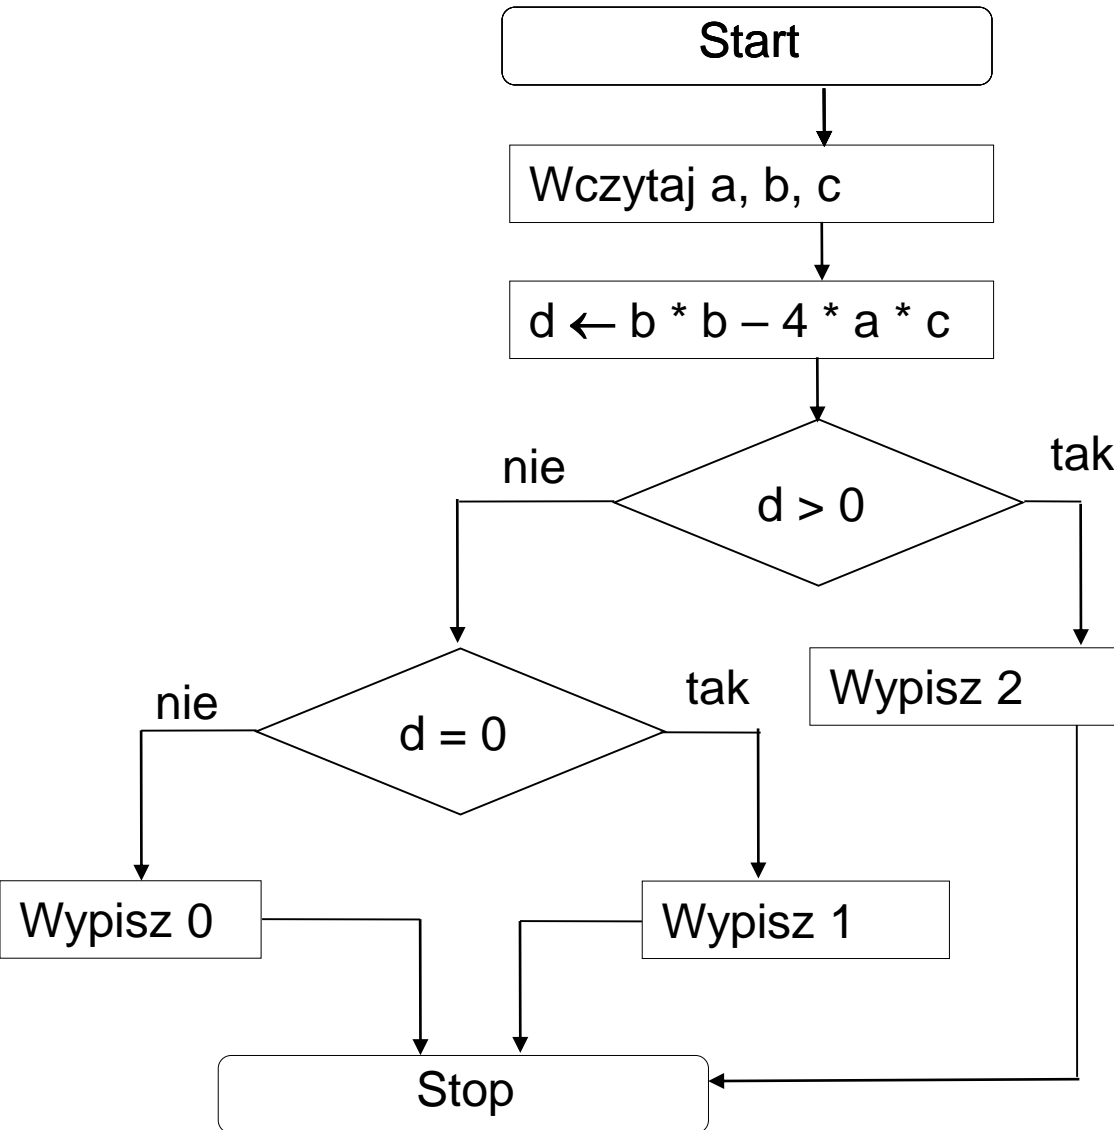 Start
Wczytaj a, b, c
d ← b * b – 4 * a * c
nie
tak
d > 0
nie
tak
Wypisz 2
d = 0
Wypisz 0
Wypisz 1
Stop